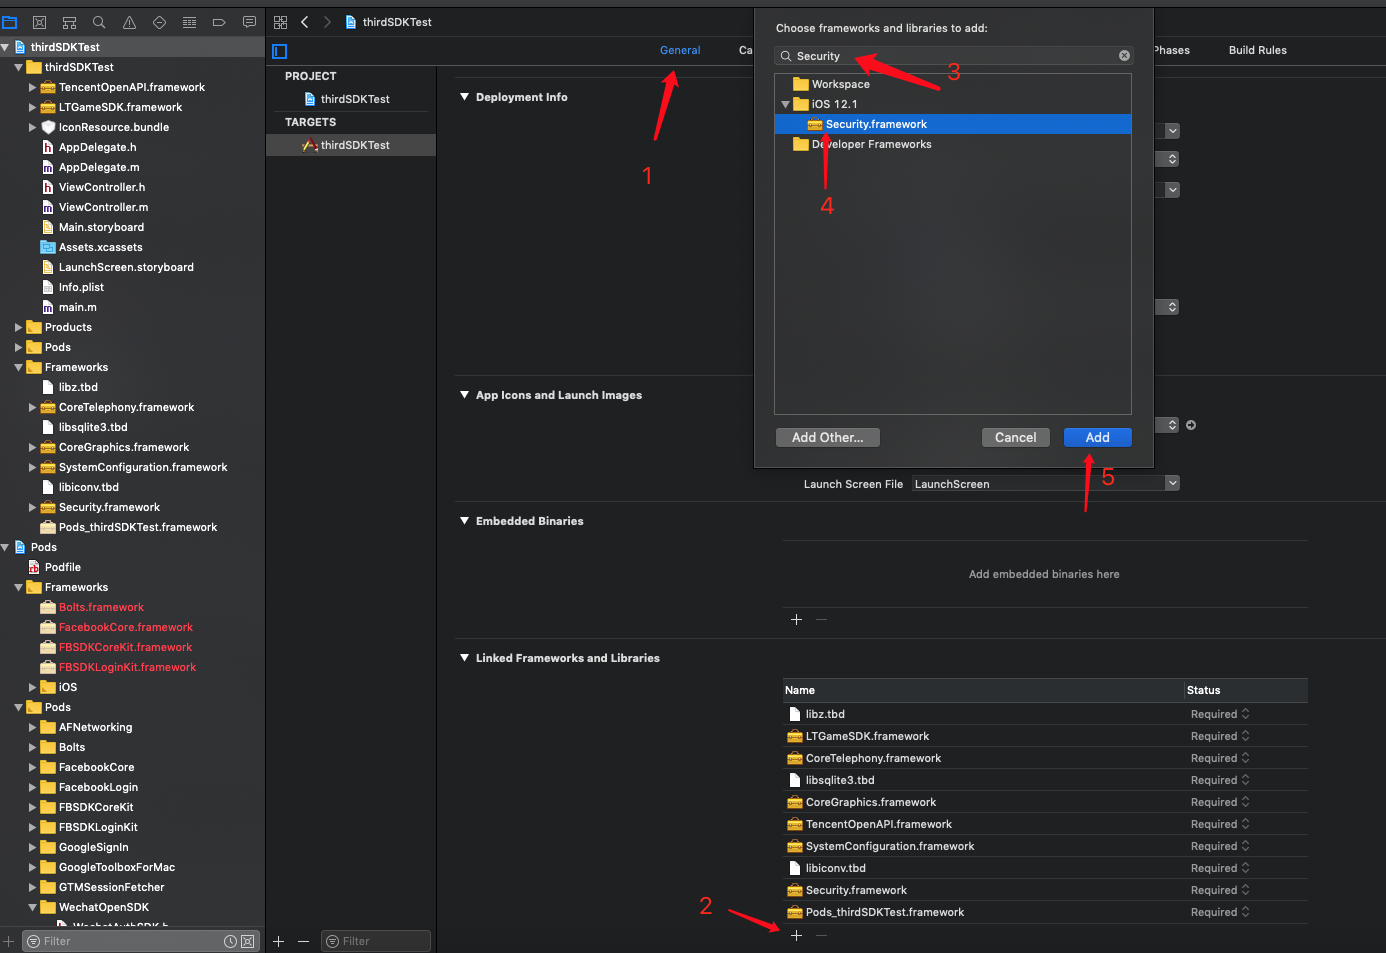 thirdSDKTest
thirdSDKTest
thirdSDKTest
TencentOpenAPI.framework
LTGameSDK.framework
IconResource.bundle
AppDelegate.h
AppDelegate.m
ViewController.h
ViewController.m
Main.storyboard
Assets.xcassets
LaunchScreen.storyboard
Info.plist
main.m
Products
Pods
Frameworks
libz.tbd
CoreTelephony.framework
libsqlite3.tbd
CoreGraphics.framework
SystemConfiguration.framework
libiconv.tbd
Security.framework
Pods_thirdSDKTest.framework
Pods
Podfile
Frameworks
Bolts.framework
FacebookCore.framework
FBSDKCoreKit.framework
FBSDKLoginKit.framework
iOS
Pods
AFNetworking
Bolts
FacebookCore
FacebookLogin
FBSDKCoreKit
FBSDKLoginKit
GoogleSignIn
GoogleToolboxForMac
GTMSessionFetcher
WechatOpenSDK
WechatAuthSDK.h
Filter
PROJECT
thirdSDKTest
TARGETS
thirdSDKTest
Filter
General
Ca
Phases
Build Rules
1
Deployment Info
Choose frameworks and libraries to add:
Security
3
Workspace
iOS 12.1
Security.framework
Developer Frameworks
4
Add Other...
Cancel
Add
5
App Icons and Launch Images
Launch Screen File LaunchScreen
Embedded Binaries
Add embedded binaries here
Linked Frameworks and Libraries
Name Status
libz.tbd Required
LTGameSDK.framework Required
CoreTelephony.framework Required
libsqlite3.tbd Required
CoreGraphics.framework Required
TencentOpenAPI.framework Required
SystemConfiguration.framework Required
libiconv.tbd Required
Security.framework Required
Pods_thirdSDKTest.framework Required
2